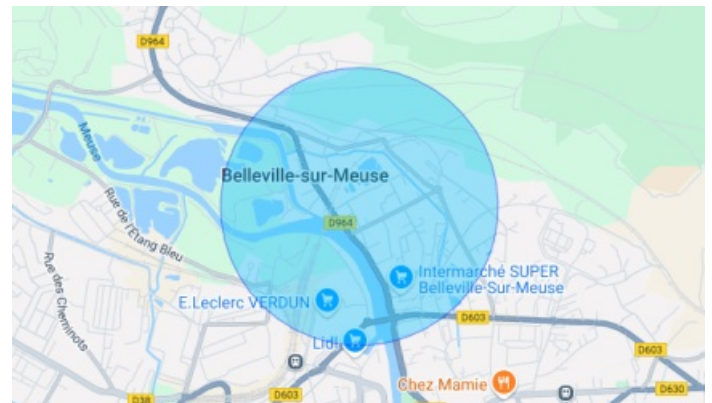 D964
Meuse
Belleville-sur-Meuse
Rue de l'Étang Bleu
D964
Rue des Cheminots
Intermarché SUPER
Belleville-Sur-Meuse
E.Leclerc VERDUN
Lidl
D603
D603
D38
D603
Chez Mamie
D630